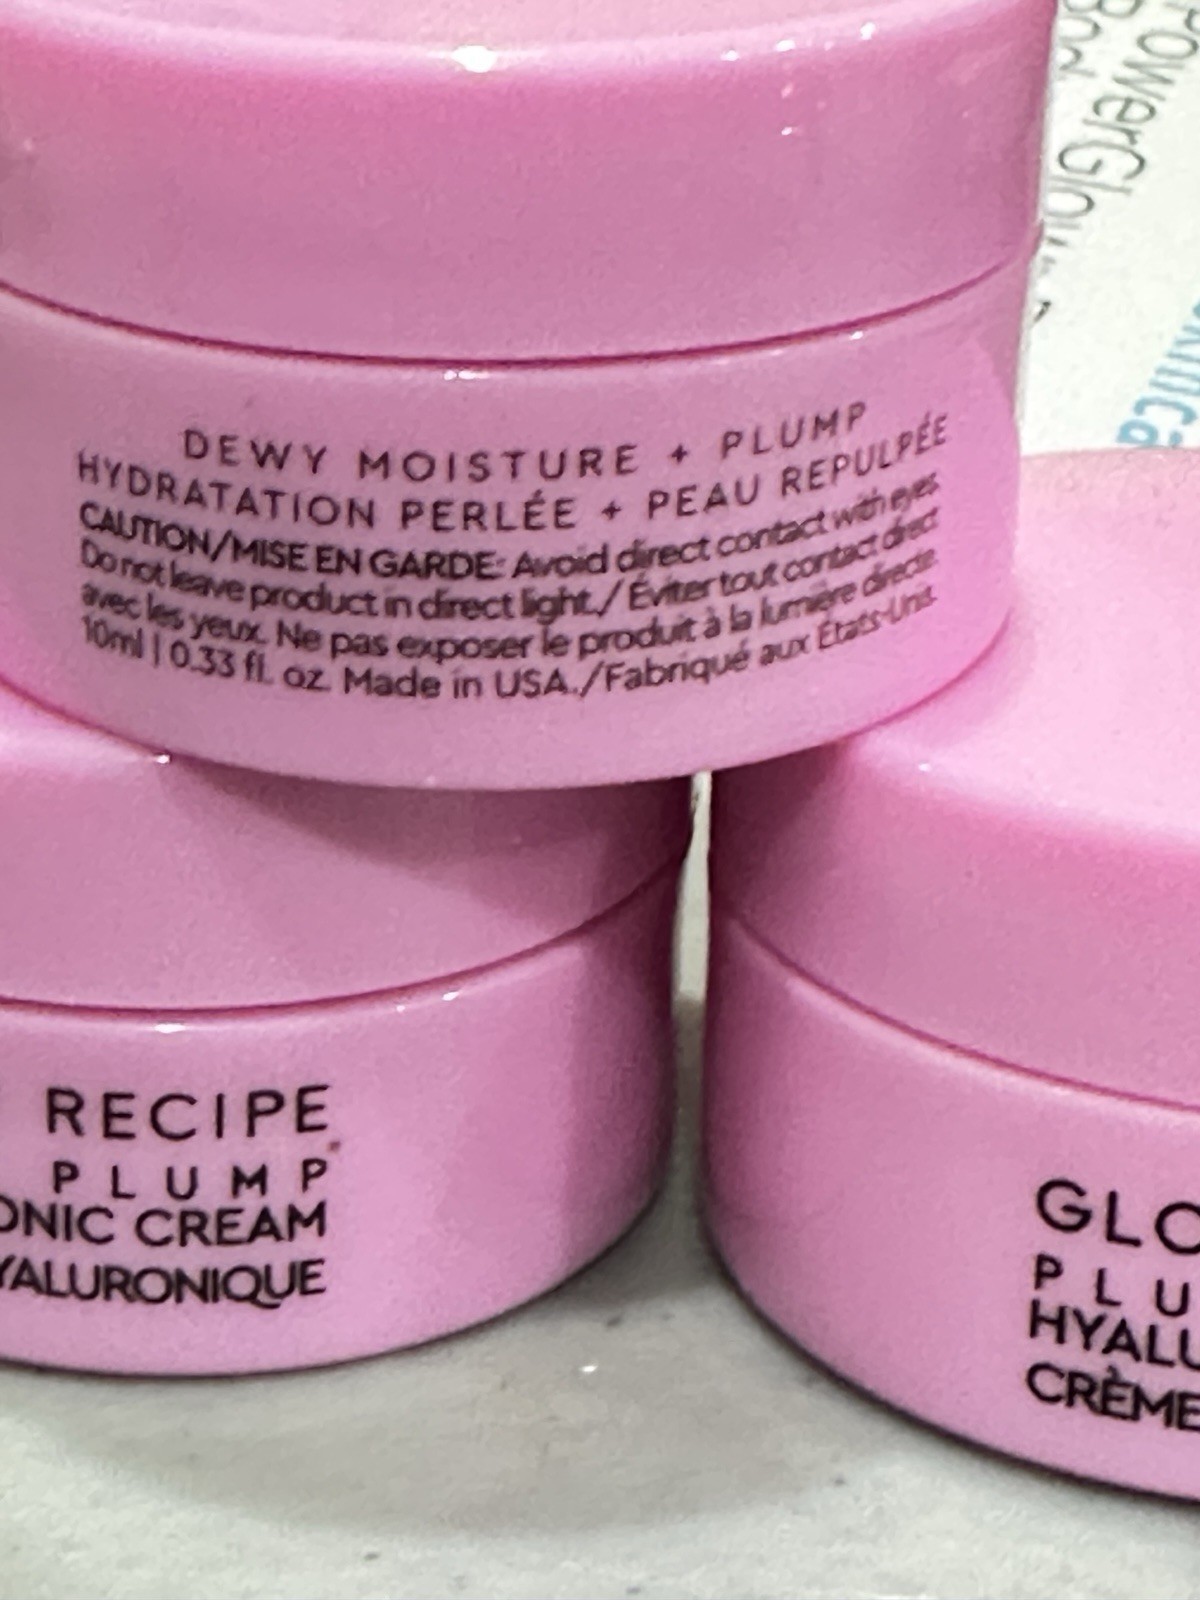 PowerGlow
DEWY MOISTURE + PLUMP
HYDRATATION PERLÉE + PEAU REPULPÉE
CAUTION/MISE EN GARDE: Avoid direct contact with eyes.
Do not leave product in direct light./ Éviter tout contact direct
avec les yeux. Ne pas exposer le produit à la lumière directe.
10ml | 0.33 fl. oz. Made in USA./Fabriqué aux États-Unis.
RECIPE
PLUMP
ONIC CREAM
YALURONIQUE
GLO
PLU
HYALU
CRÈME